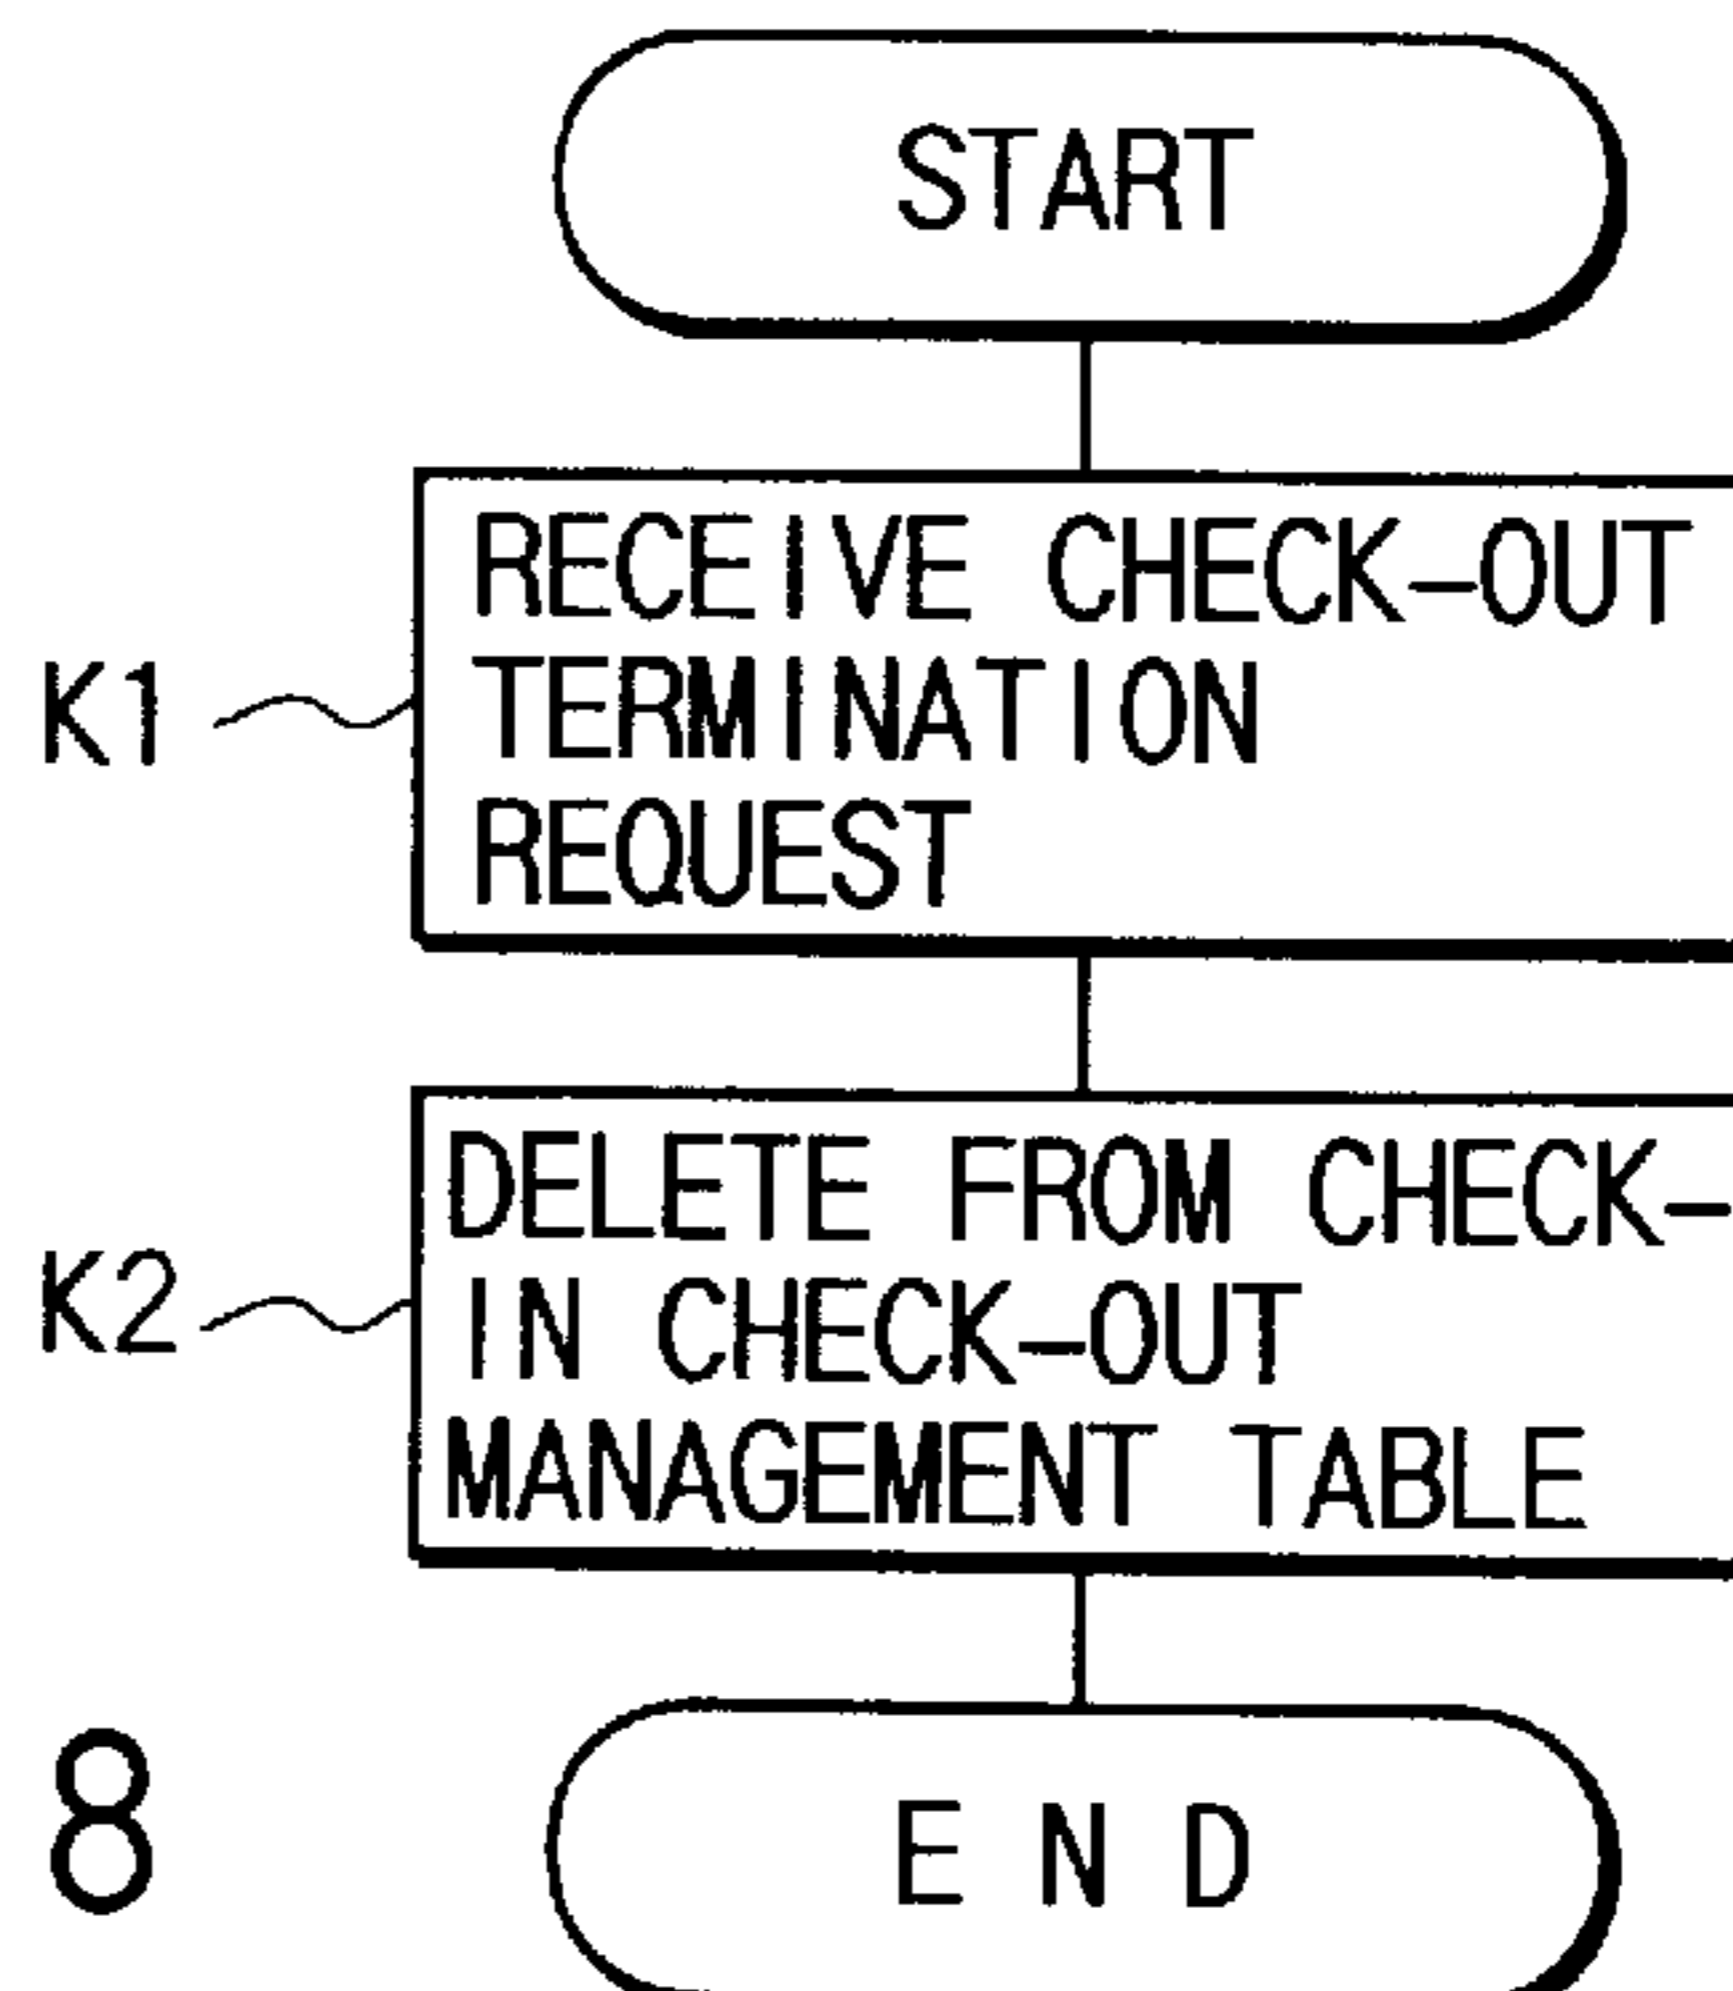 START
RECEIVE CHECK-OUT
K1
TERMINATION
REQUEST
DELETE FROM CHECK-
K2
IN CHECK-OUT
MANAGEMENT TABLE
8
END